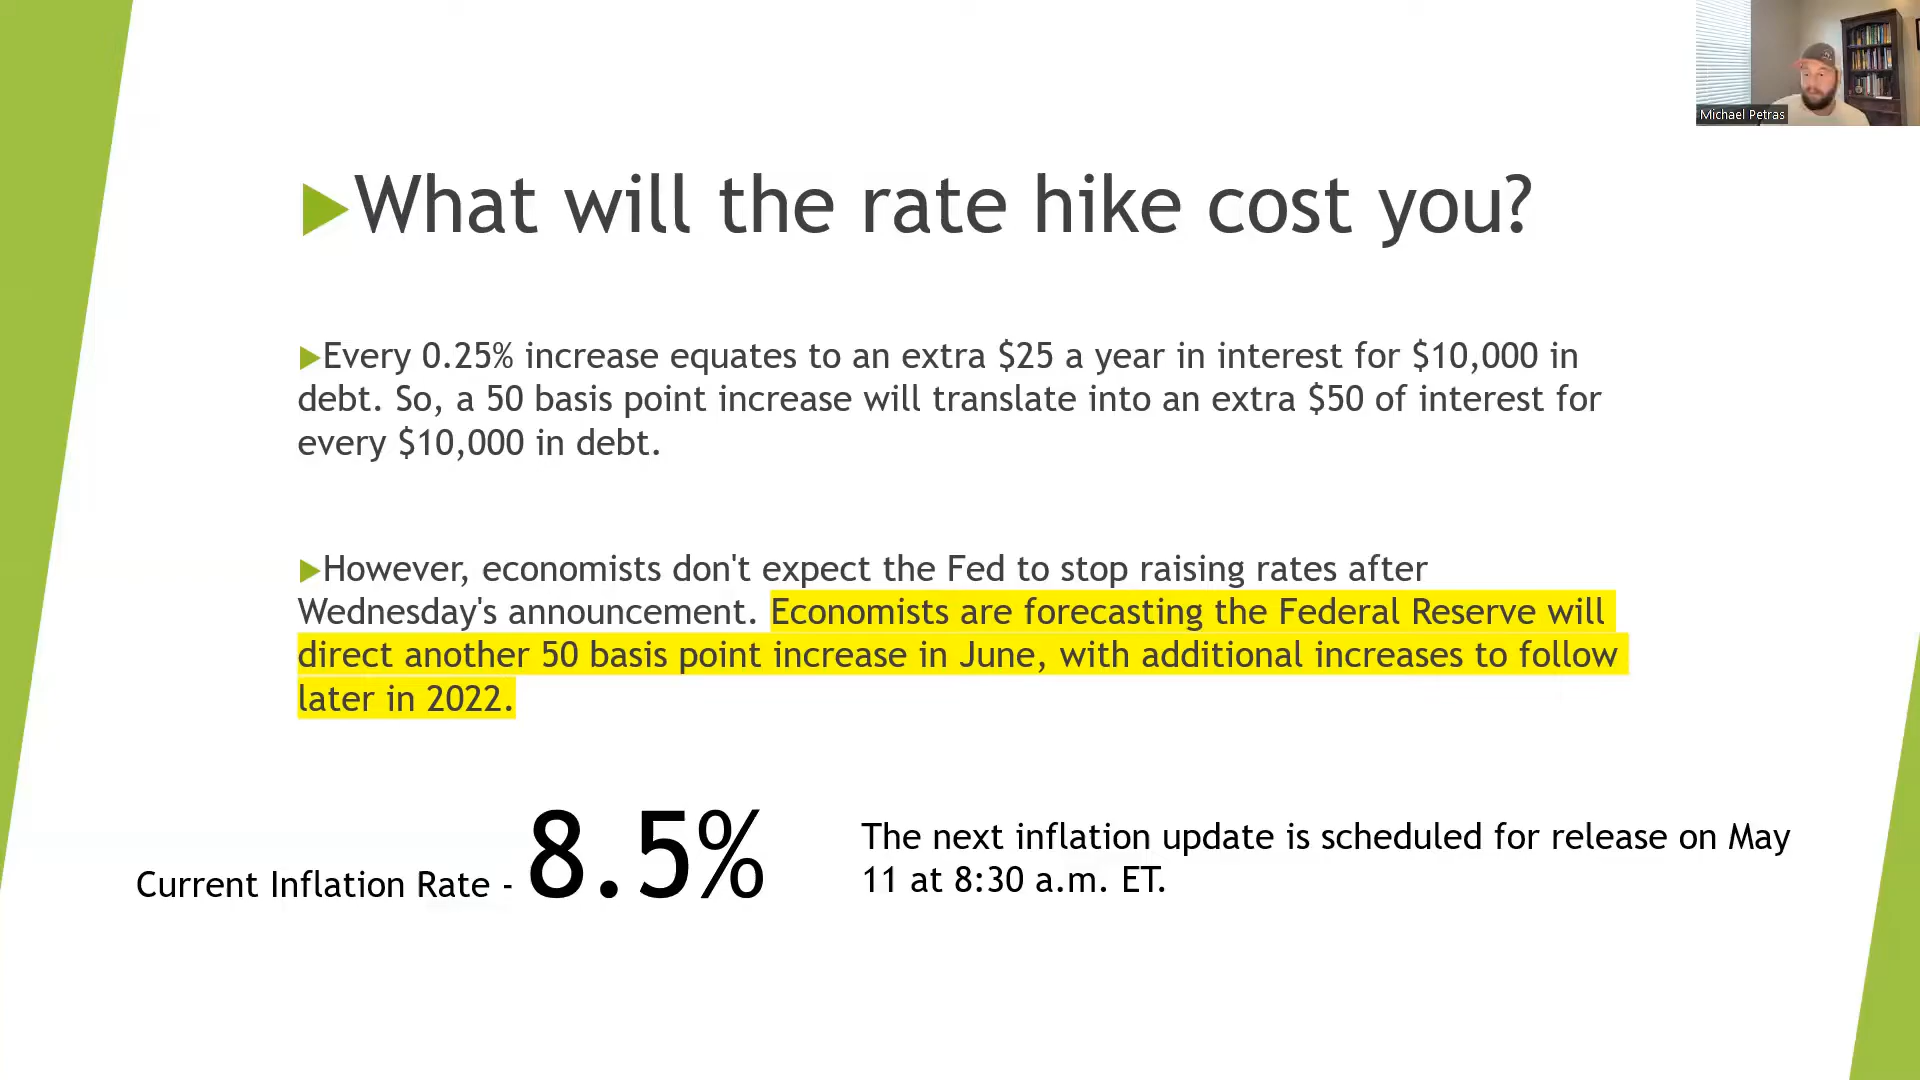 Michael Petras
What will the rate hike cost you?
Every 0.25% increase equates to an extra $25 a year in interest for $10,000 in
debt. So, a 50 basis point increase will translate into an extra $50 of interest for
every $10,000 in debt.
However, economists don't expect the Fed to stop raising rates after
Wednesday's announcement. Economists are forecasting the Federal Reserve will
direct another 50 basis point increase in June, with additional increases to follow
later in 2022.
Current Inflation Rate - 8.5%
The next inflation update is scheduled for release on May
11 at 8:30 a.m. ET.